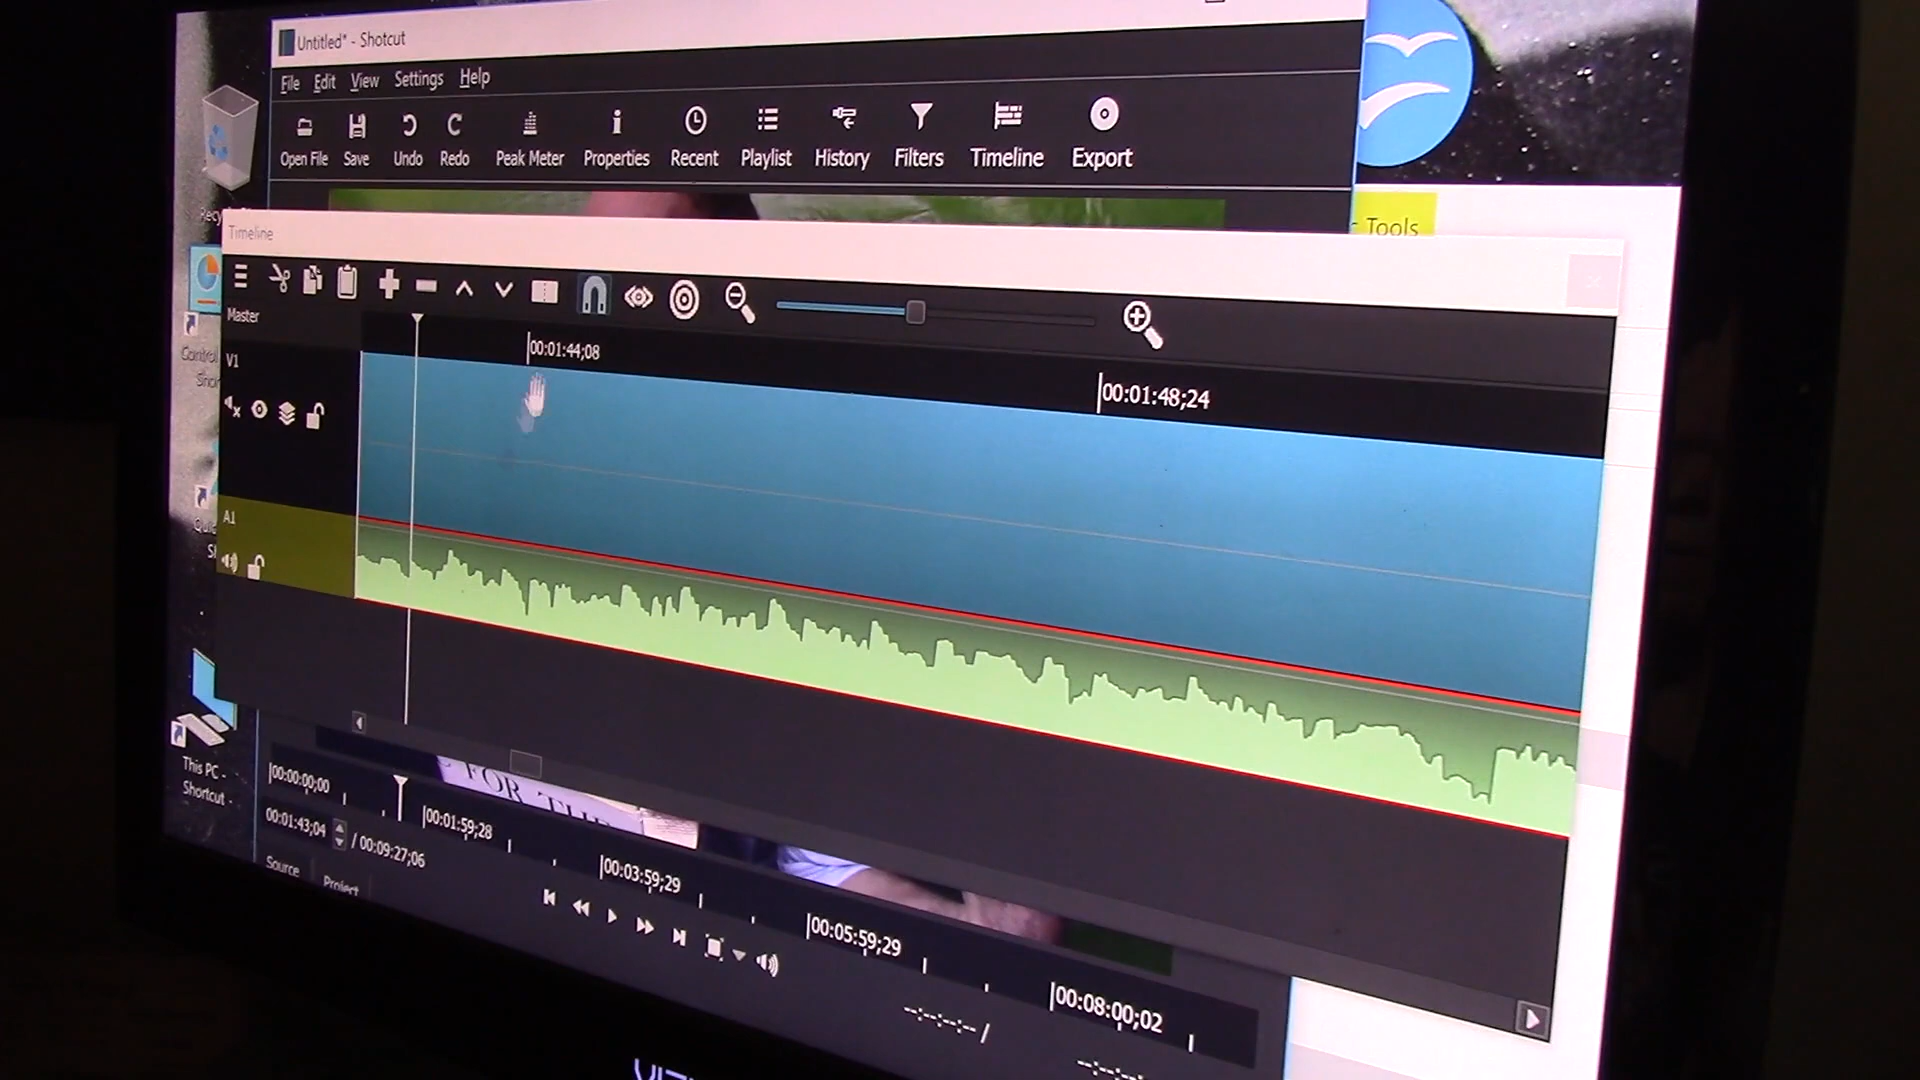 Untitled* - Shotcut
File Edit View Settings Help
Open File Save Undo Redo Peak Meter Properties Recent Playlist History Filters Timeline Export
Tools
Timeline
Master
00:01:44;08
V1
00:01:48;24
A1
FOR THE
This PC -
Shortcut
00:00:00;00
00:01:59;28
00:03:59;29
00:05:59;29
00:08:00;02
00:01:43;04 / 00:09:27;06
Source Project
--:--:--:-- /